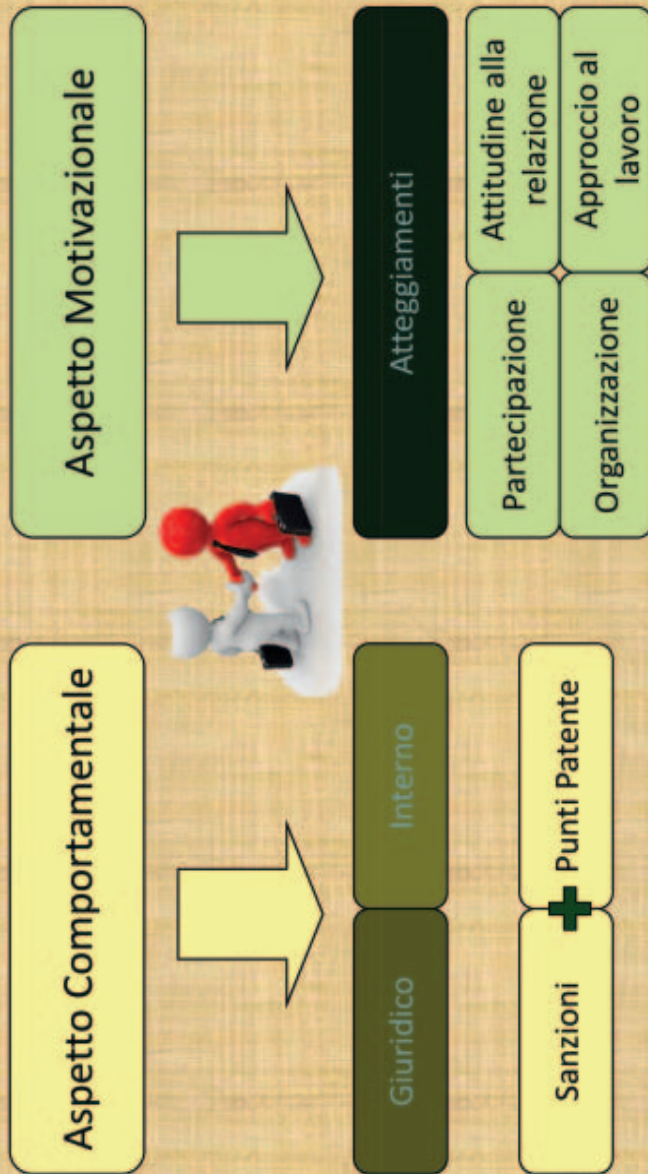 Aspetto Comportamentale
Aspetto Motivazionale
Giuridico
Interno
Atteggiamenti
Sanzioni
Punti Patente
Partecipazione
Attitudine alla
relazione
Organizzazione
Approccio al
lavoro